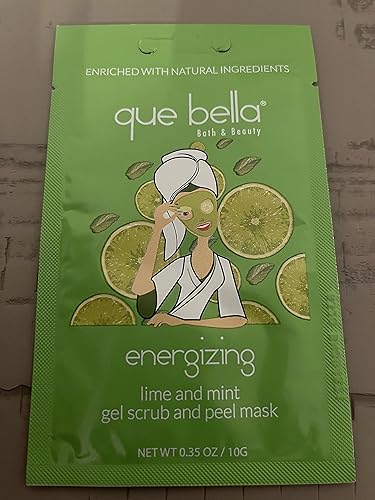 ENRICHED WITH NATURAL INGREDIENTS
que bella®
Bath & Beauty
energizing
lime and mint
gel scrub and peel mask
NET WT 0.35 OZ / 10G